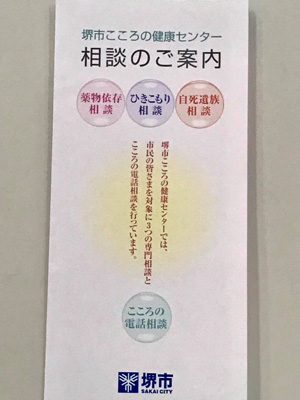 堺市こころの健康センター
相談のご案内
薬物依存
相談
ひきこもり
相談
自死遺族
相談
堺市こころの健康センターでは、
市民の皆さまを対象に3つの専門相談と
こころの電話相談を行っています。
こころの
電話相談
堺市
SAKAI CITY